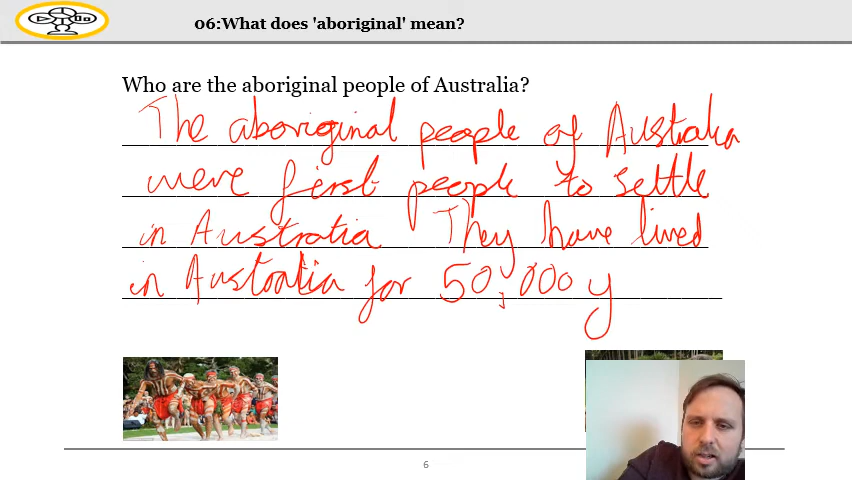 06:What does 'aboriginal' mean?
Who are the aboriginal people of Australia?
The aboriginal people of Australia
were first people to settle
in Australia. They have lived
in Australia for 50,000 y
6